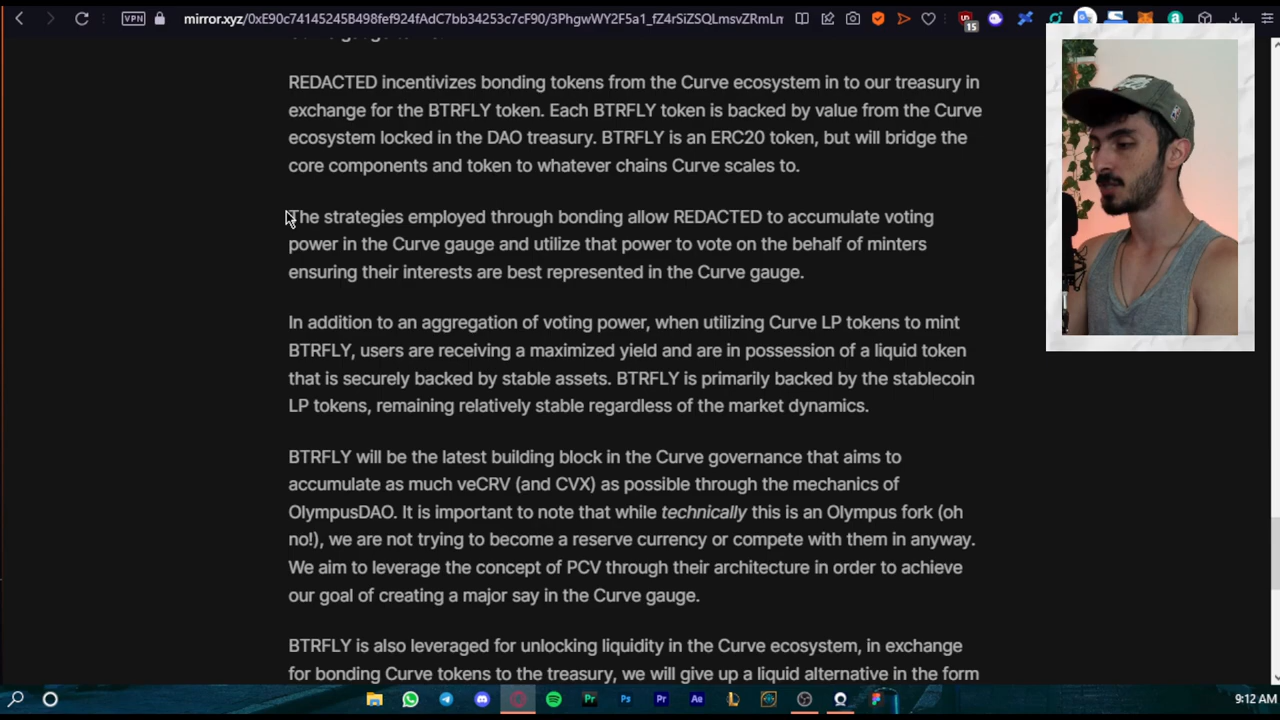 VPN
mirror.xyz/0xE90c74145245B498fef924fAdC7bb34253c7cF90/3PhgwWY2F5a1_fZ4rSiZSQLmsvZRmLm
15
REDACTED incentivizes bonding tokens from the Curve ecosystem in to our treasury in
exchange for the BTRFLY token. Each BTRFLY token is backed by value from the Curve
ecosystem locked in the DAO treasury. BTRFLY is an ERC20 token, but will bridge the
core components and token to whatever chains Curve scales to.
The strategies employed through bonding allow REDACTED to accumulate voting
power in the Curve gauge and utilize that power to vote on the behalf of minters
ensuring their interests are best represented in the Curve gauge.
In addition to an aggregation of voting power, when utilizing Curve LP tokens to mint
BTRFLY, users are receiving a maximized yield and are in possession of a liquid token
that is securely backed by stable assets. BTRFLY is primarily backed by the stablecoin
LP tokens, remaining relatively stable regardless of the market dynamics.
BTRFLY will be the latest building block in the Curve governance that aims to
accumulate as much veCRV (and CVX) as possible through the mechanics of
OlympusDAO. It is important to note that while technically this is an Olympus fork (oh
no!), we are not trying to become a reserve currency or compete with them in anyway.
We aim to leverage the concept of PCV through their architecture in order to achieve
our goal of creating a major say in the Curve gauge.
BTRFLY is also leveraged for unlocking liquidity in the Curve ecosystem, in exchange
for bonding Curve tokens to the treasury, we will give up a liquid alternative in the form
Pr
Ps
Pr
Ae
9:12 AM